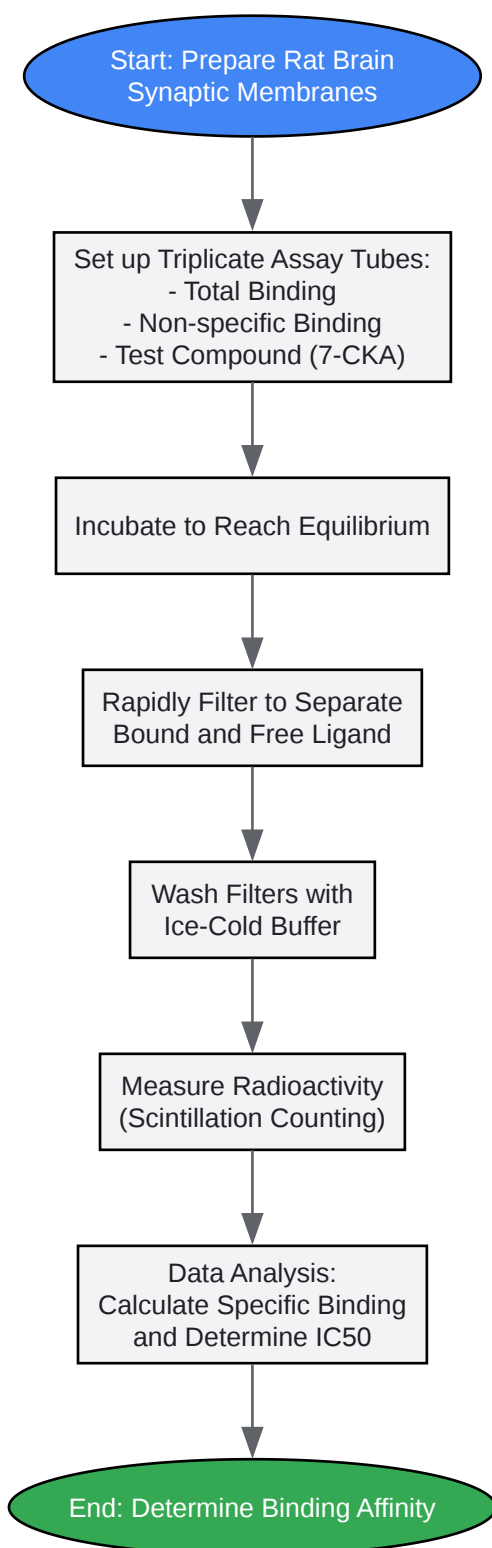 Start: Prepare Rat Brain
Synaptic Membranes
Set up Triplicate Assay Tubes:
- Total Binding
- Non-specific Binding
- Test Compound (7-CKA)
Incubate to Reach Equilibrium
Rapidly Filter to Separate
Bound and Free Ligand
Wash Filters with
Ice-Cold Buffer
Measure Radioactivity
(Scintillation Counting)
Data Analysis:
Calculate Specific Binding
and Determine IC50
End: Determine Binding Affinity